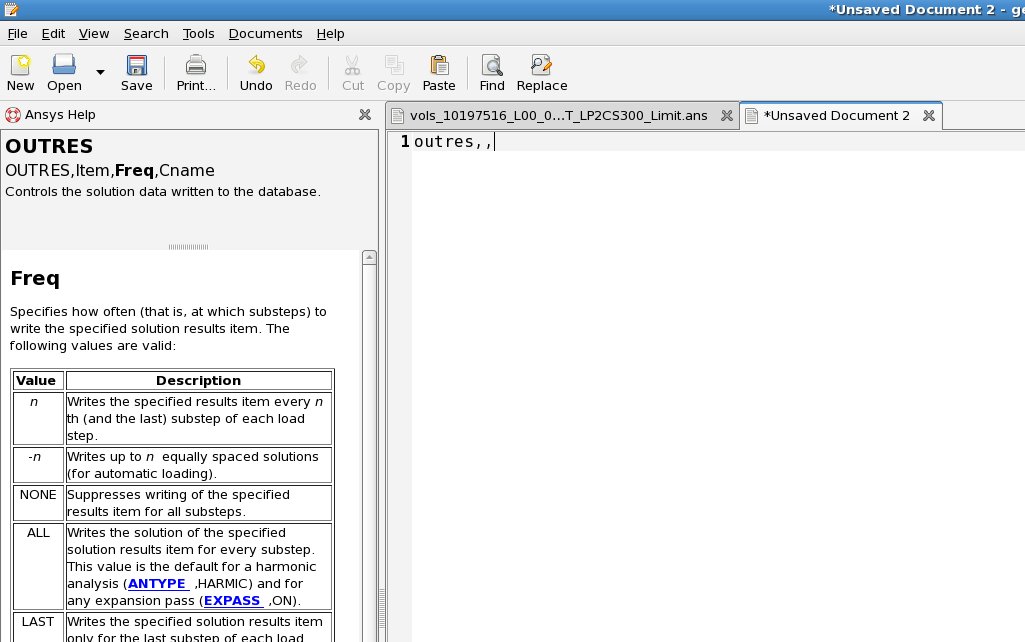 *Unsaved Document 2 - ge
File Edit View Search Tools Documents Help
New Open Save Print... Undo Redo Cut Copy Paste Find Replace
Ansys Help
vols_10197516_L00_0...T_LP2CS300_Limit.ans
*Unsaved Document 2
OUTRES
OUTRES,Item,Freq,Cname
Controls the solution data written to the database.
Freq
Specifies how often (that is, at which substeps) to
write the specified solution results item. The
following values are valid:
Value Description
n Writes the specified results item every n
th (and the last) substep of each load
step.
-n Writes up to n equally spaced solutions
(for automatic loading).
NONE Suppresses writing of the specified
results item for all substeps.
ALL Writes the solution of the specified
solution results item for every substep.
This value is the default for a harmonic
analysis (ANTYPE ,HARMIC) and for
any expansion pass (EXPASS ,ON).
LAST Writes the specified solution results item
only for the last substep of each load
1 outres,,